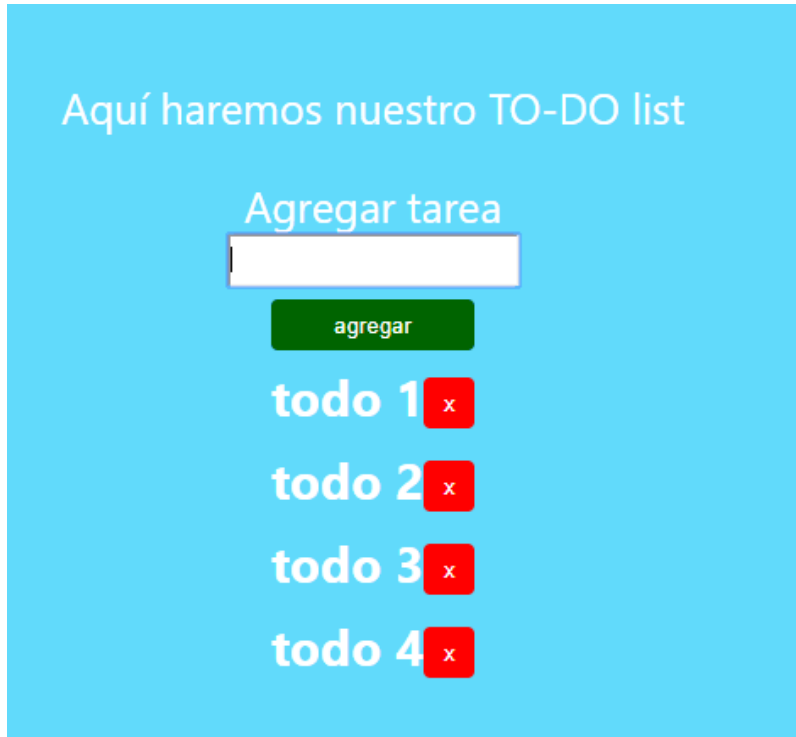 Aquí haremos nuestro TO-DO list
Agregar tarea
agregar
todo 1 x
todo 2 x
todo 3 x
todo 4 x